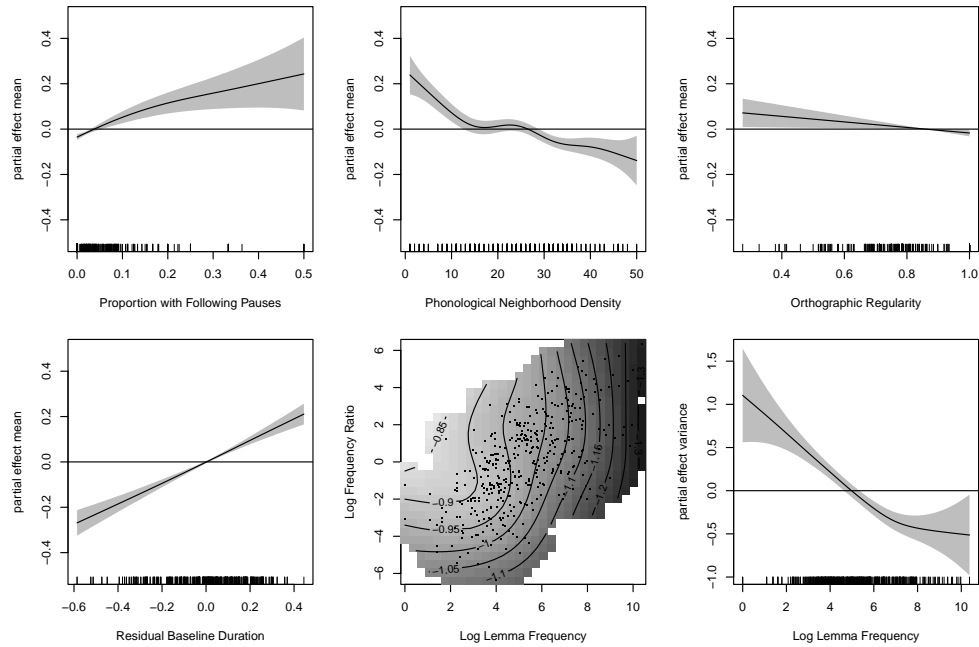 partial effect mean
0.4
0.2
0.0
−0.2
−0.4
0.0 0.1 0.2 0.3 0.4 0.5
Proportion with Following Pauses
partial effect mean
0.4
0.2
0.0
−0.2
−0.4
0 10 20 30 40 50
Phonological Neighborhood Density
partial effect mean
0.4
0.2
0.0
−0.2
−0.4
0.4 0.6 0.8 1.0
Orthographic Regularity
partial effect mean
0.4
0.2
0.0
−0.2
−0.4
−0.6 −0.4 −0.2 0.0 0.2 0.4
Residual Baseline Duration
Log Frequency Ratio
6
4
2
0
−2
−4
−6
−0.85
−0.9
−0.95
−1
−1.05
−1.1
−1.1
−1.16
−1.2
−1.3
0 2 4 6 8 10
Log Lemma Frequency
partial effect variance
1.5
1.0
0.5
0.0
−0.5
−1.0
0 2 4 6 8 10
Log Lemma Frequency